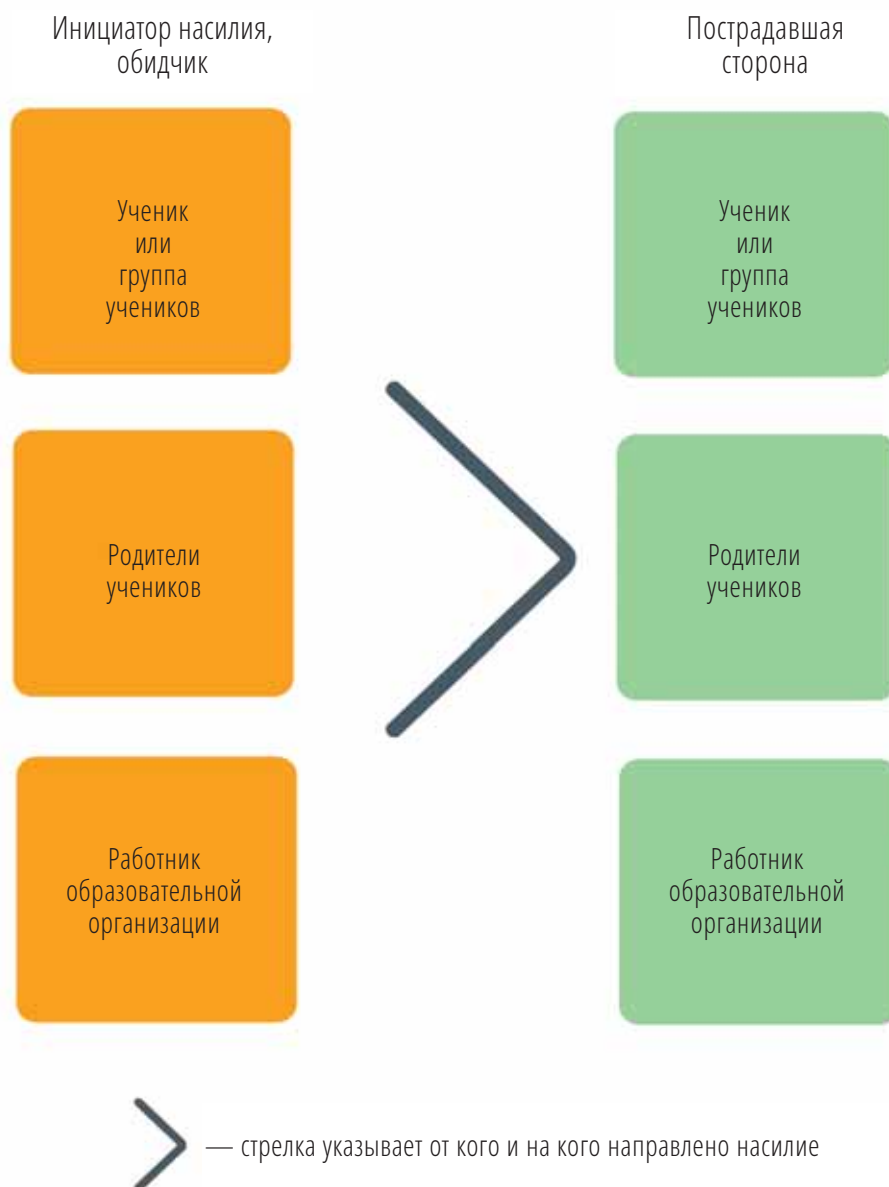 Инициатор насилия,
обидчик
Пострадавшая
сторона
Ученик
или
группа
учеников
Ученик
или
группа
учеников
Родители
учеников
Родители
учеников
Работник
образовательной
организации
Работник
образовательной
организации
— стрелка указывает от кого и на кого направлено насилие